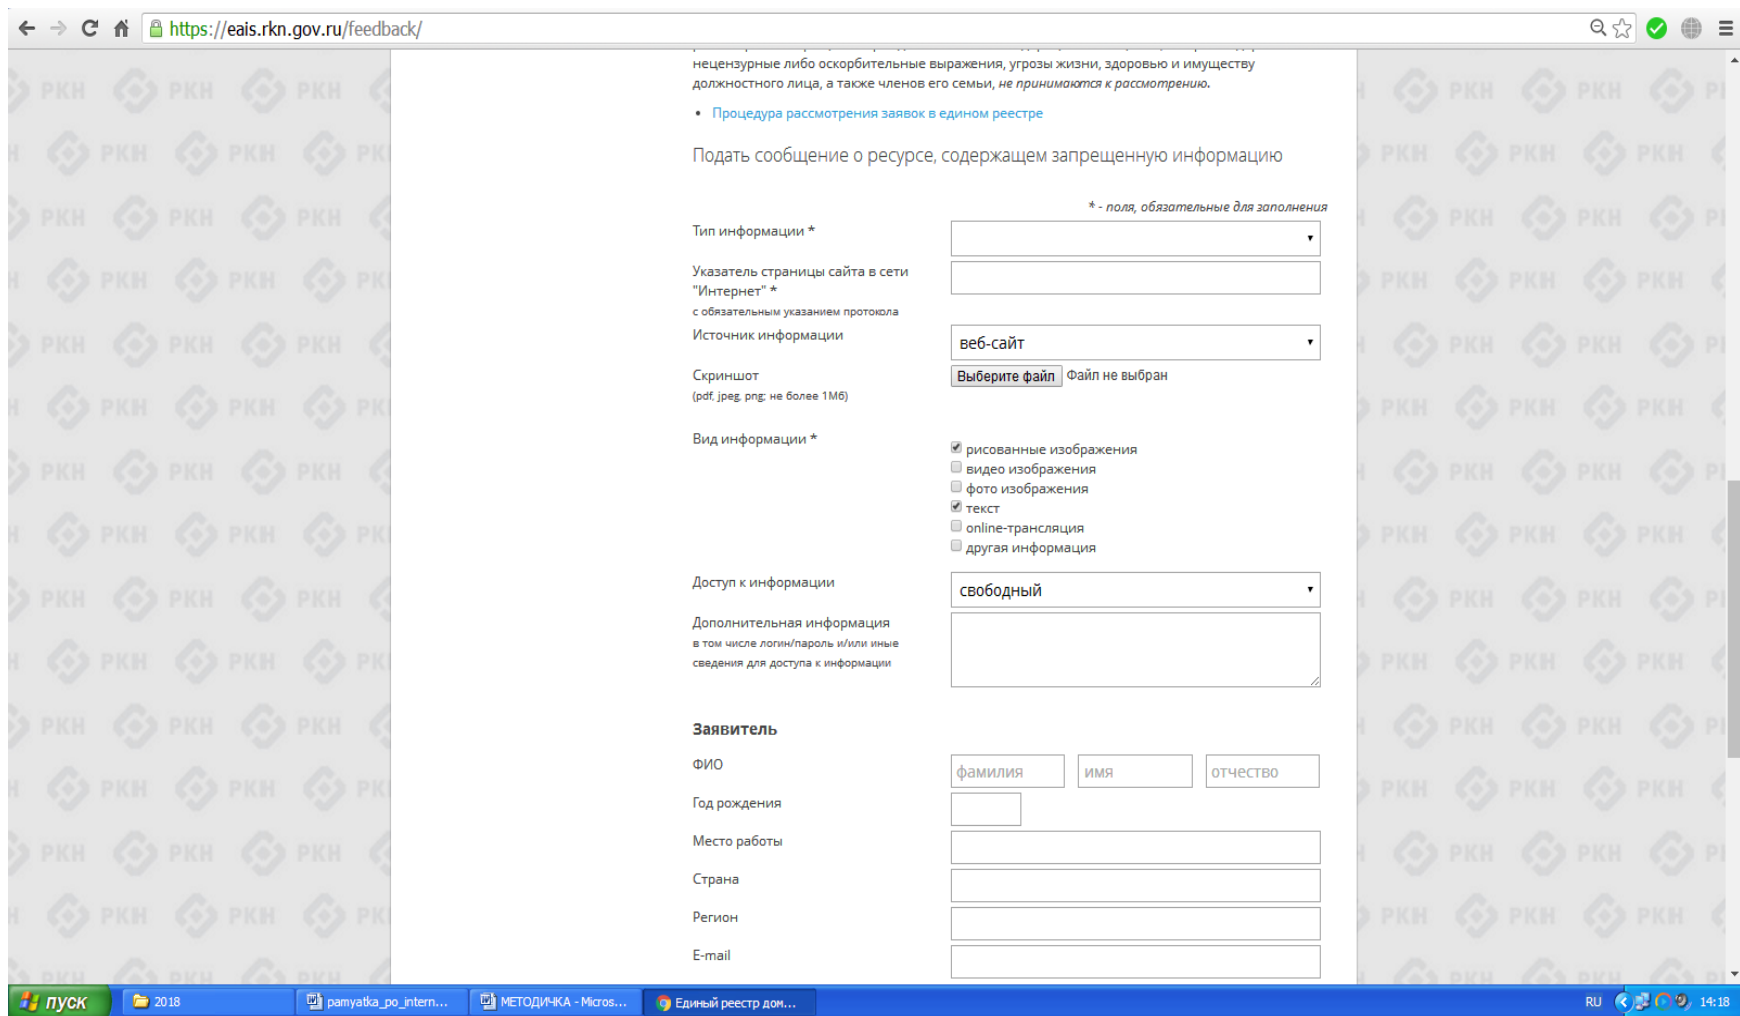 https://eais.rkn.gov.ru/feedback/
нецензурные либо оскорбительные выражения, угрозы жизни, здоровью и имуществу
должностного лица, а также членов его семьи, не принимаются к рассмотрению.
Процедура рассмотрения заявок в едином реестре
Подать сообщение о ресурсе, содержащем запрещенную информацию
* - поля, обязательные для заполнения
Тип информации *
Указатель страницы сайта в сети
"Интернет" *
с обязательным указанием протокола
Источник информации
веб-сайт
Скриншот
(pdf, jpeg, png; не более 1Мб)
Выберите файл Файл не выбран
Вид информации *
рисованные изображения
видео изображения
фото изображения
текст
online-трансляция
другая информация
Доступ к информации
свободный
Дополнительная информация
в том числе логин/пароль и/или иные
сведения для доступа к информации
Заявитель
ФИО
фамилия имя отчество
Год рождения
Место работы
Страна
Регион
E-mail
РКН
пуск 2018 pamyatka_po_intern... МЕТОДИЧКА - Micros... Единый реестр дом... RU 14:18